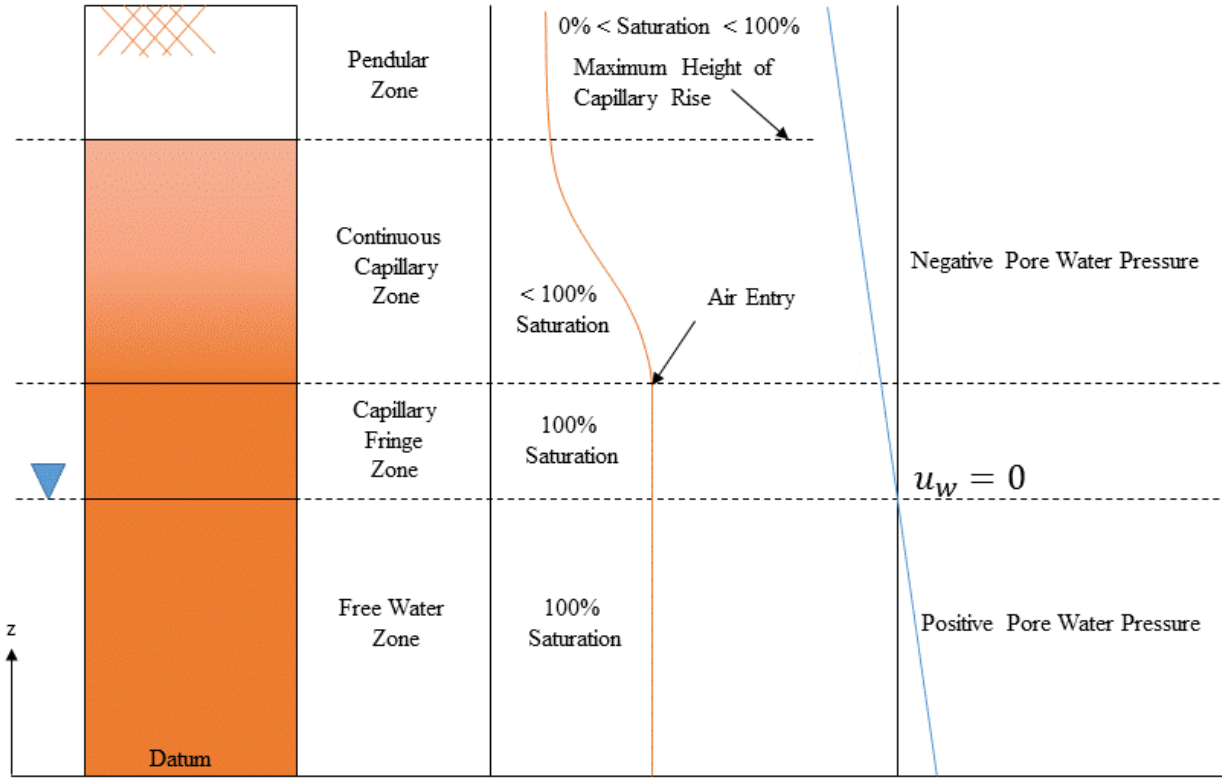 0% < Saturation < 100%
Pendular
Zone
Maximum Height of
Capillary Rise
Continuous
Capillary
Zone
< 100%
Saturation
Air Entry
Negative Pore Water Pressure
Capillary
Fringe
Zone
100%
Saturation
u_w = 0
Free Water
Zone
100%
Saturation
Positive Pore Water Pressure
z
Datum